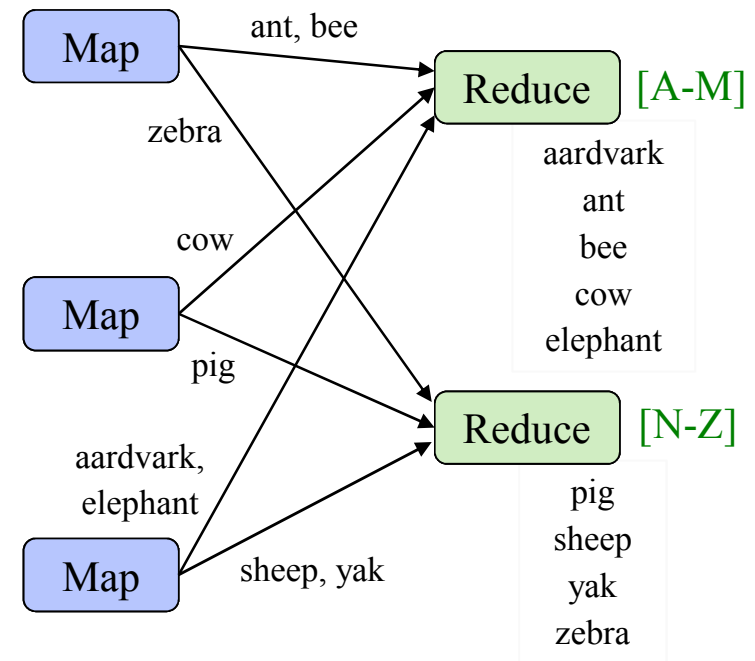 Map
ant, bee
Reduce
[A-M]
zebra
aardvark
ant
bee
cow
elephant
cow
Map
pig
Reduce
[N-Z]
aardvark,
elephant
pig
sheep
yak
zebra
Map
sheep, yak